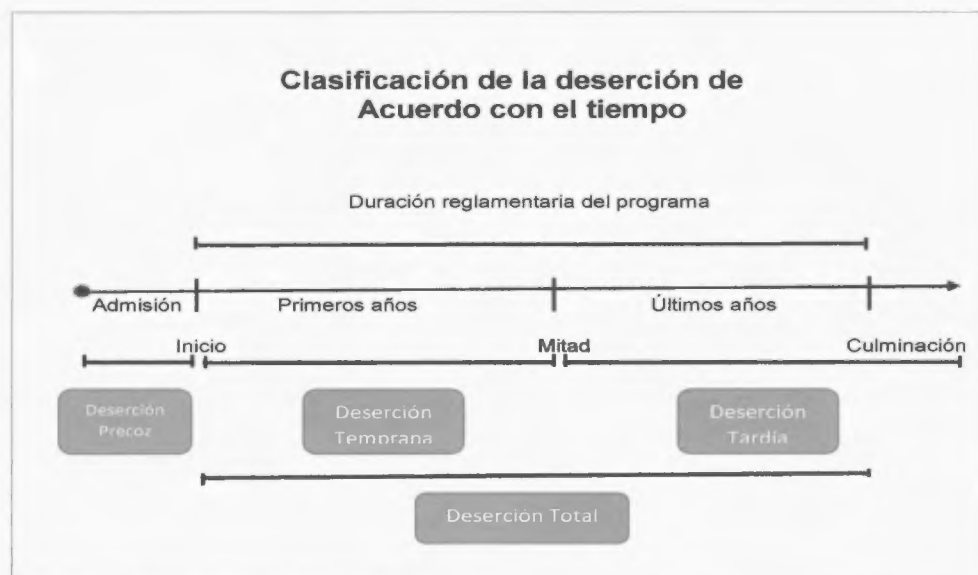 Clasificación de la deserción de
Acuerdo con el tiempo
Duración reglamentaria del programa
Admisión
Primeros años
Últimos años
Inicio
Mitad
Culminación
Deserción
Precoz
Deserción
Temprana
Deserción
Tardía
Deserción Total